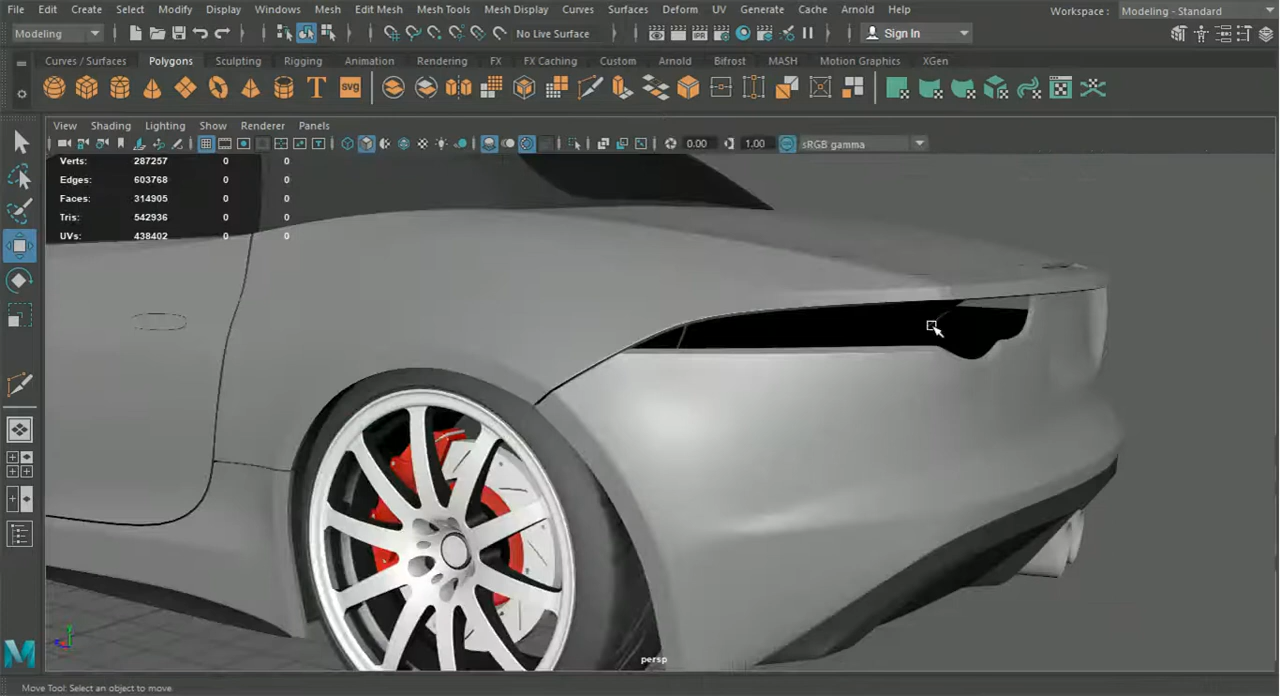 File Edit Create Select Modify Display Windows Mesh Edit Mesh Mesh Tools Mesh Display Curves Surfaces Deform UV Generate Cache Arnold Help Workspace: Modeling - Standard
Modeling No Live Surface Sign In
Curves / Surfaces Polygons Sculpting Rigging Animation Rendering FX FX Caching Custom Arnold Bifrost MASH Motion Graphics XGen
T svg
View Shading Lighting Show Renderer Panels
0.00 1.00 sRGB gamma
Verts: 287257 0 0
Edges: 603768 0 0
Faces: 314905 0 0
Tris: 542936 0 0
UVs: 438402 0 0
persp
M
Move Tool: Select an object to move